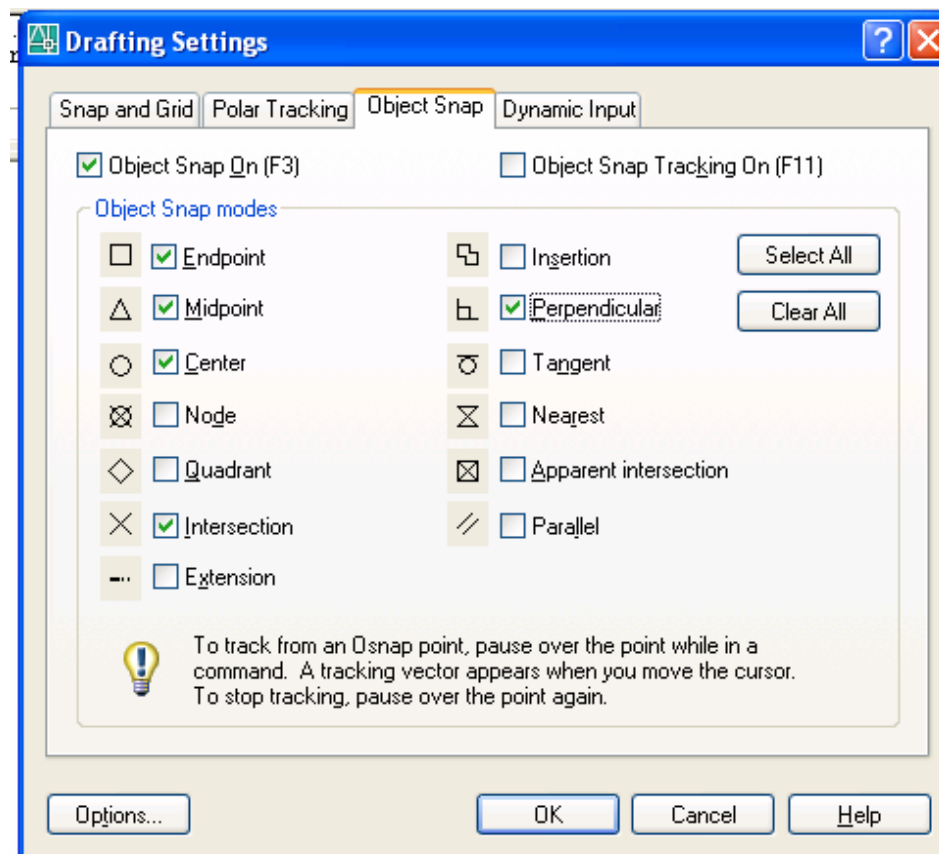 Drafting Settings
Snap and Grid Polar Tracking Object Snap Dynamic Input
Object Snap On (F3) Object Snap Tracking On (F11)
Object Snap modes
Endpoint Insertion Select All
Midpoint Perpendicular Clear All
Center Tangent
Node Nearest
Quadrant Apparent intersection
Intersection Parallel
Extension
To track from an Osnap point, pause over the point while in a
command. A tracking vector appears when you move the cursor.
To stop tracking, pause over the point again.
Options... OK Cancel Help